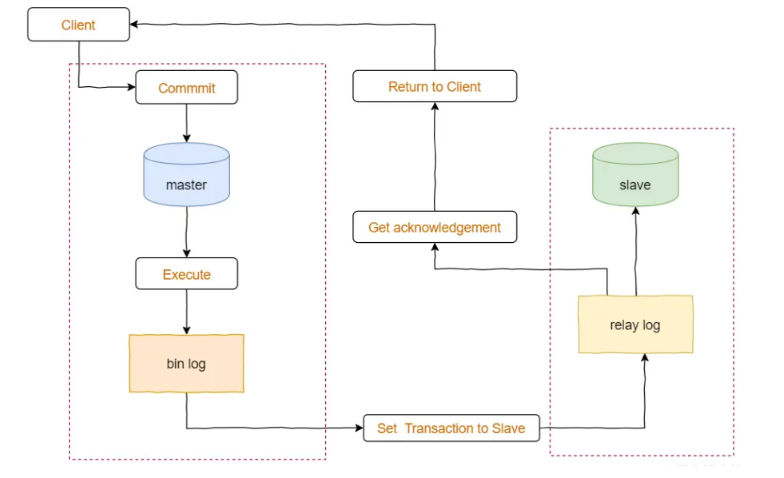 Client
Commmit
Return to Client
master
slave
Get acknowledgement
Execute
relay log
bin log
Set Transaction to Slave